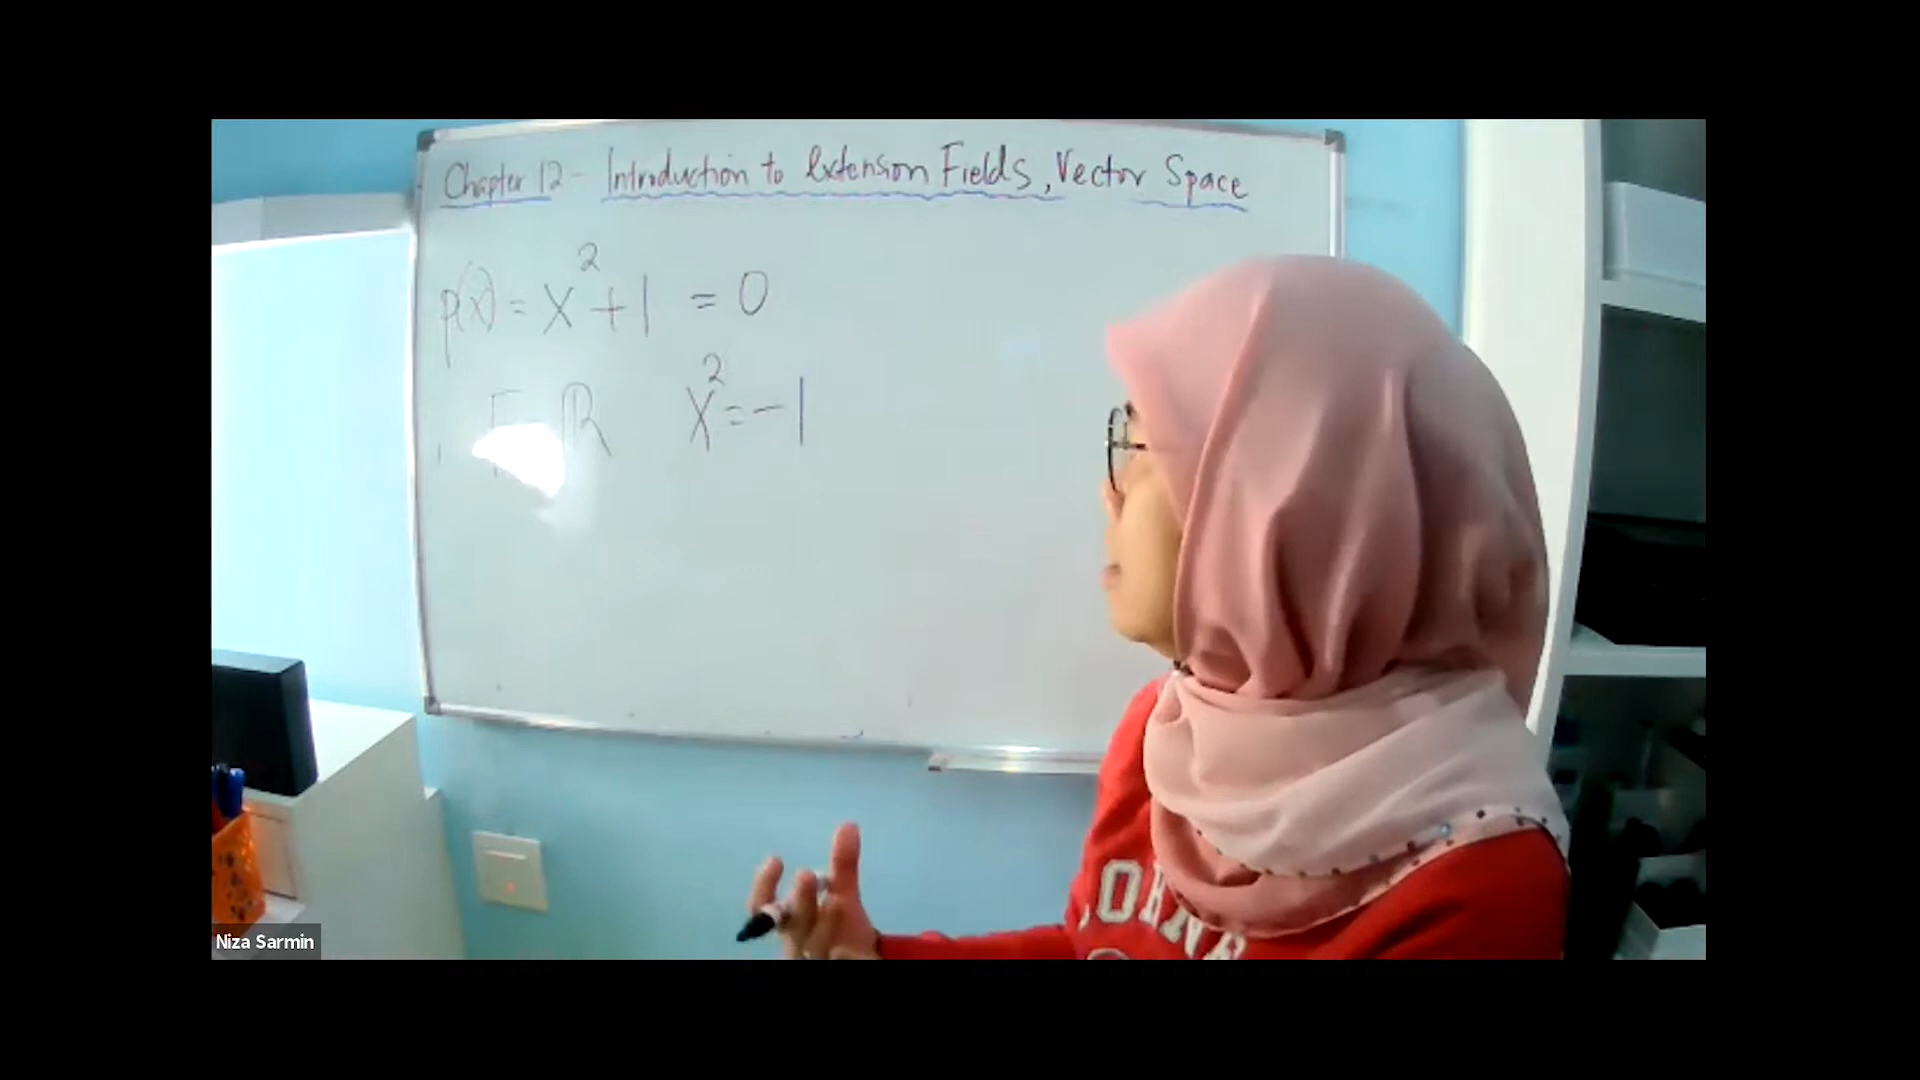 Chapter 12 - Introduction to Extension Fields, Vector Space
p(x) = x² + 1 = 0
ℝ x² = -1
Niza Sarmin